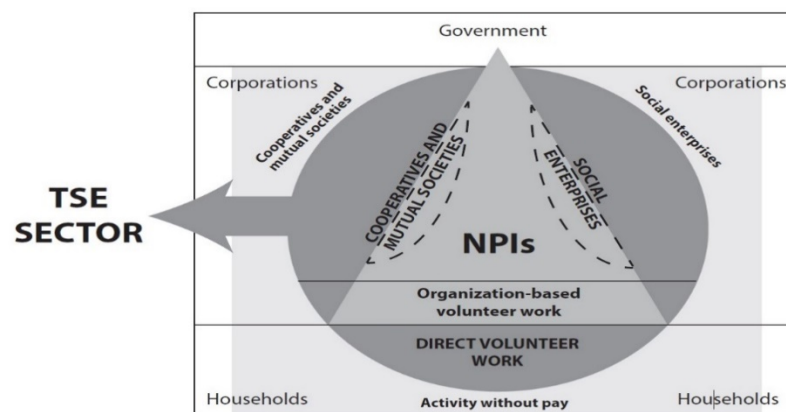 Government
Corporations
Corporations
Cooperatives and
mutual societies
Social enterprises
COOPERATIVES AND
MUTUAL SOCIETIES
SOCIAL
ENTERPRISES
TSE
SECTOR
NPIs
Organization-based
volunteer work
DIRECT VOLUNTEER
WORK
Households
Activity without pay
Households